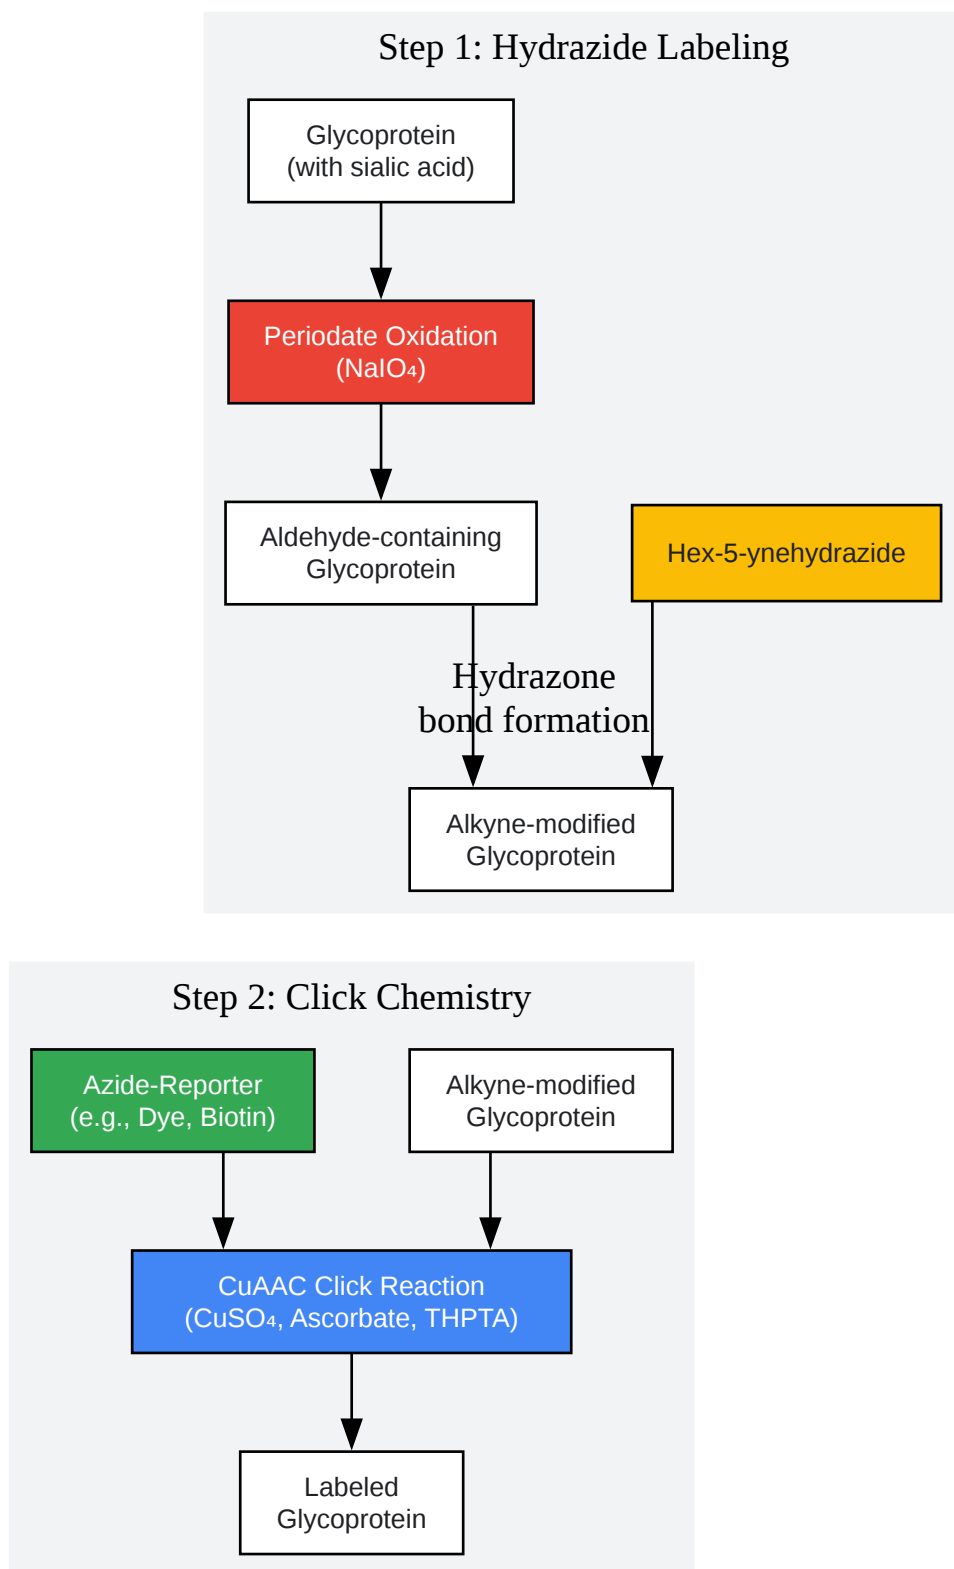 Step 1: Hydrazide Labeling
Glycoprotein
(with sialic acid)
Periodate Oxidation
(NaIO₄)
Aldehyde-containing
Glycoprotein
Hex-5-ynehydrazide
Hydrazone
bond formation
Alkyne-modified
Glycoprotein
Step 2: Click Chemistry
Azide-Reporter
(e.g., Dye, Biotin)
Alkyne-modified
Glycoprotein
CuAAC Click Reaction
(CuSO₄, Ascorbate, THPTA)
Labeled
Glycoprotein